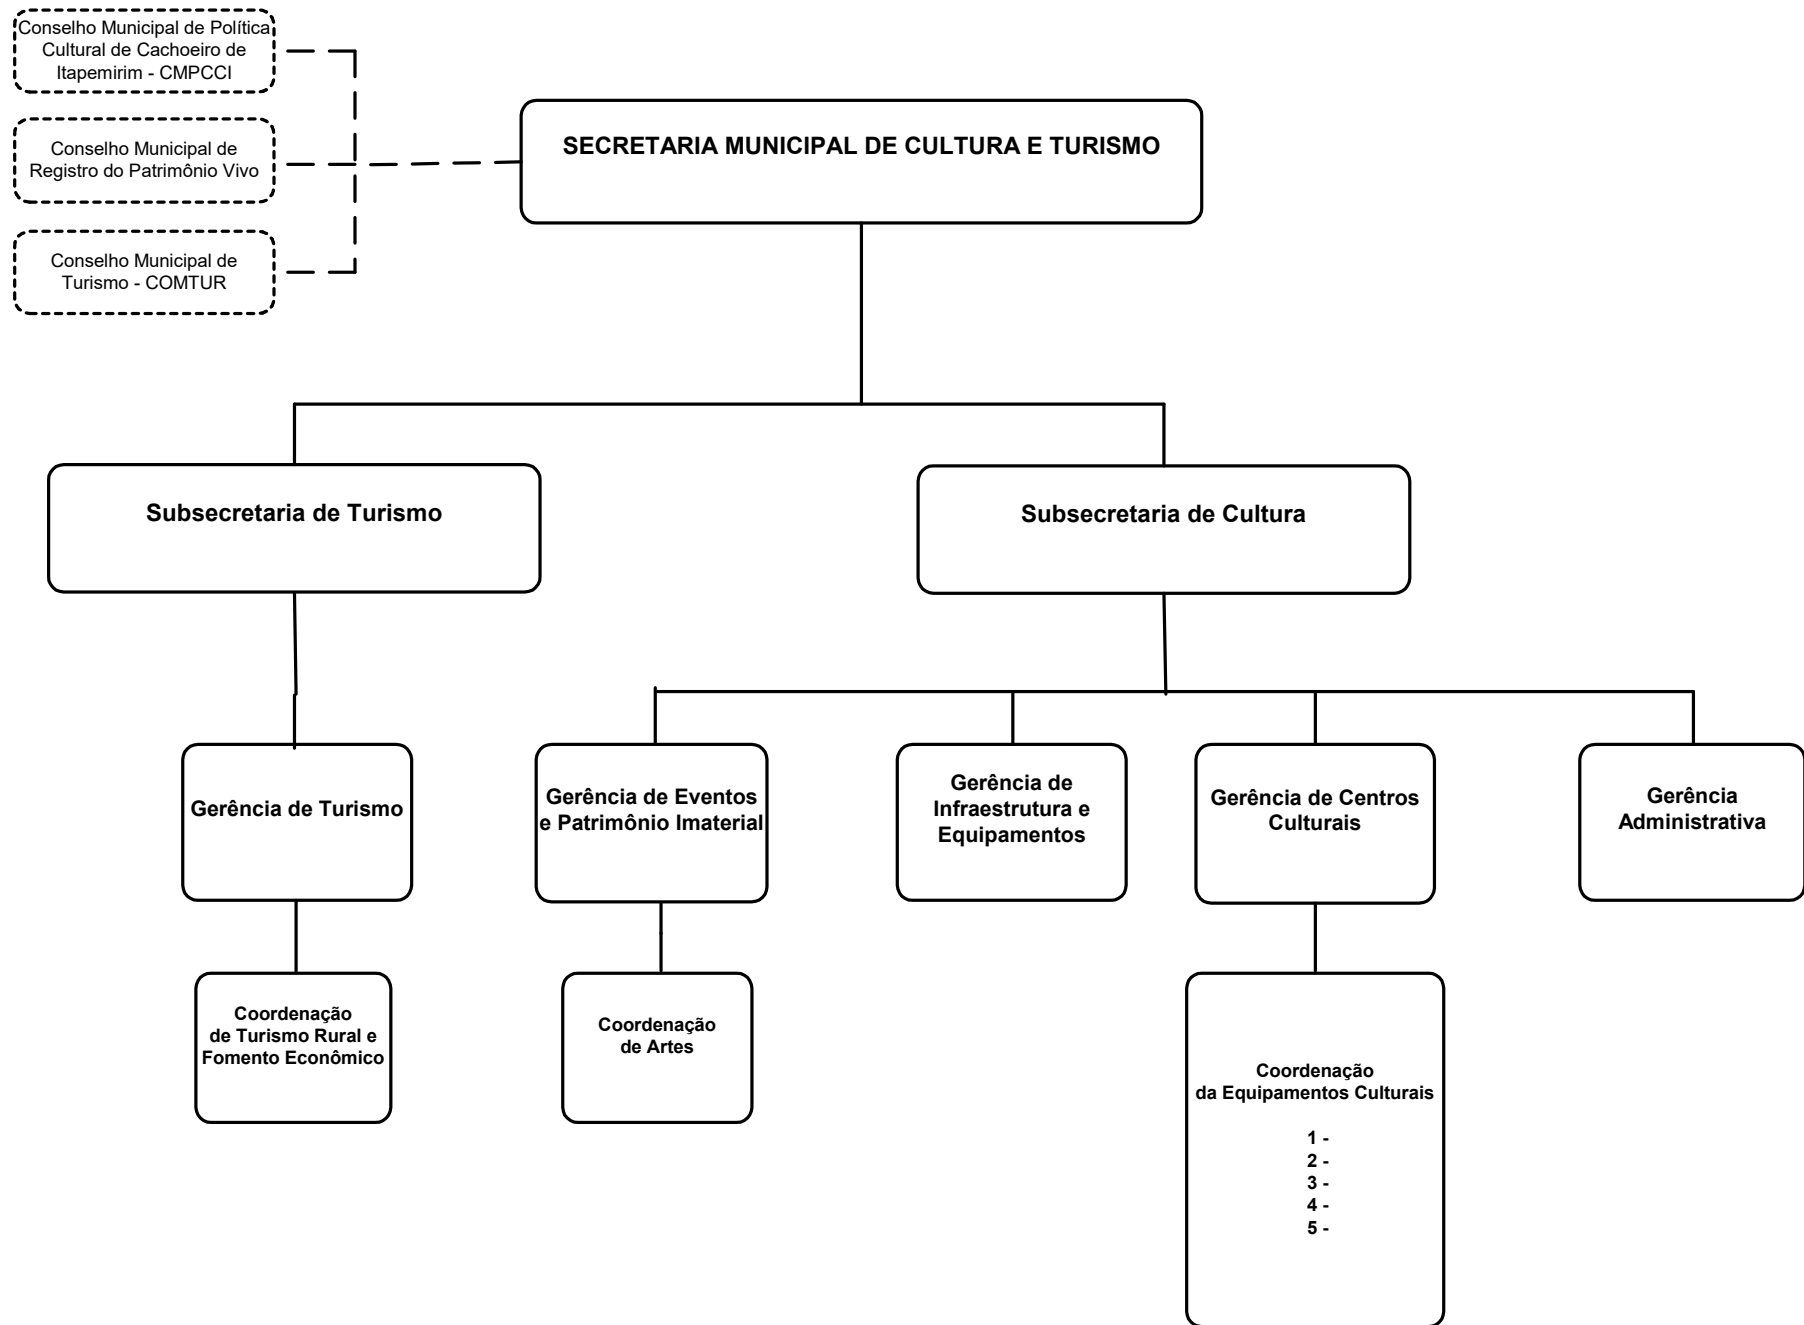 Conselho Municipal de Política
Cultural de Cachoeiro de
Itapemirim - CMPCCI
Conselho Municipal de
Registro do Patrimônio Vivo
Conselho Municipal de
Turismo - COMTUR
SECRETARIA MUNICIPAL DE CULTURA E TURISMO
Subsecretaria de Turismo
Subsecretaria de Cultura
Gerência de Turismo
Gerência de Eventos
e Patrimônio Imaterial
Gerência de
Infraestrutura e
Equipamentos
Gerência de Centros
Culturais
Gerência
Administrativa
Coordenação
de Turismo Rural e
Fomento Econômico
Coordenação
de Artes
Coordenação
da Equipamentos Culturais
1 -
2 -
3 -
4 -
5 -